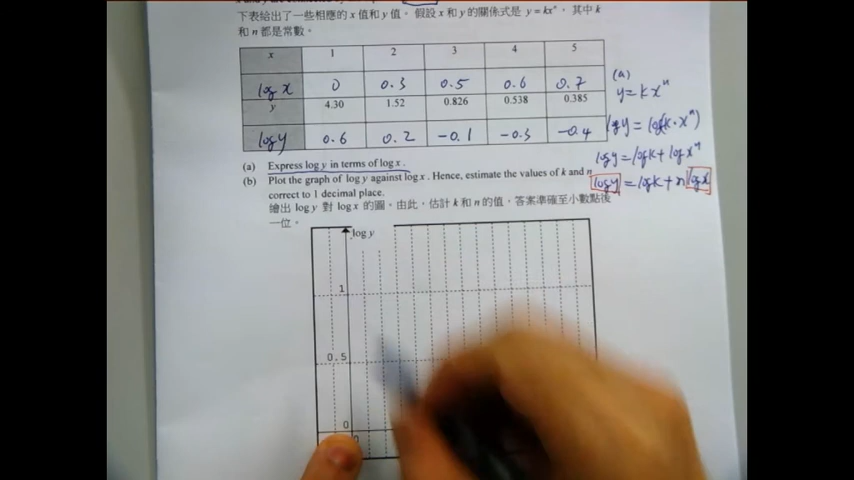 下表給出了一些相應的 x 值和 y 值。假設 x 和 y 的關係式是 y = kxⁿ，其中 k
和 n 都是常數。
x 1 2 3 4 5
log x 0 0.3 0.5 0.6 0.7
y 4.30 1.52 0.826 0.538 0.385
log y 0.6 0.2 -0.1 -0.3 -0.4
(a)
y = k xⁿ
log y = log(k · xⁿ)
log y = log k + log xⁿ
log y = log k + n log x
(a) Express log y in terms of log x .
(b) Plot the graph of log y against log x . Hence, estimate the values of k and n
correct to 1 decimal place.
繪出 log y 對 log x 的圖。由此，估計 k 和 n 的值，答案準確至小數點後
一位。
log y
1
0.5
0
0